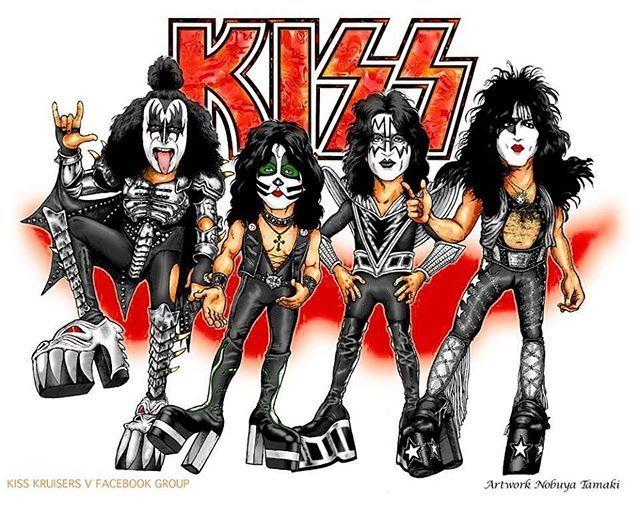 KISS
KISS KRUISERS V FACEBOOK GROUP
Artwork Nobuya Tamaki